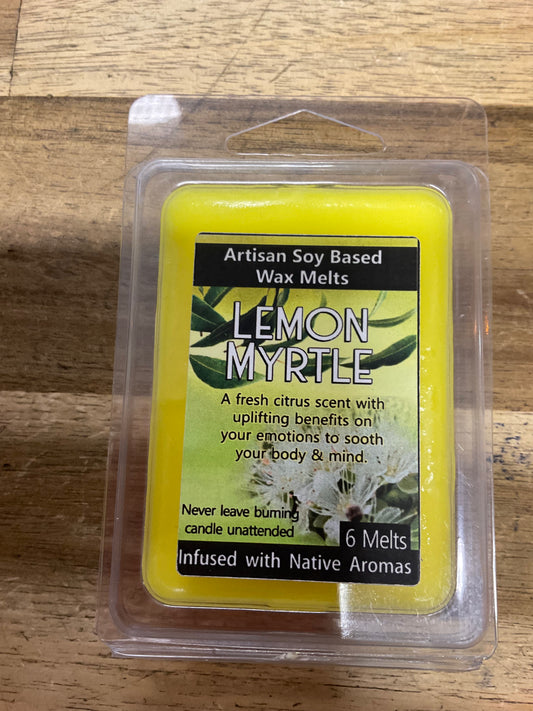 Artisan Soy Based
Wax Melts
LEMON
MYRTLE
A fresh citrus scent with
uplifting benefits on
your emotions to sooth
your body & mind.
Never leave burning
candle unattended
6 Melts
Infused with Native Aromas